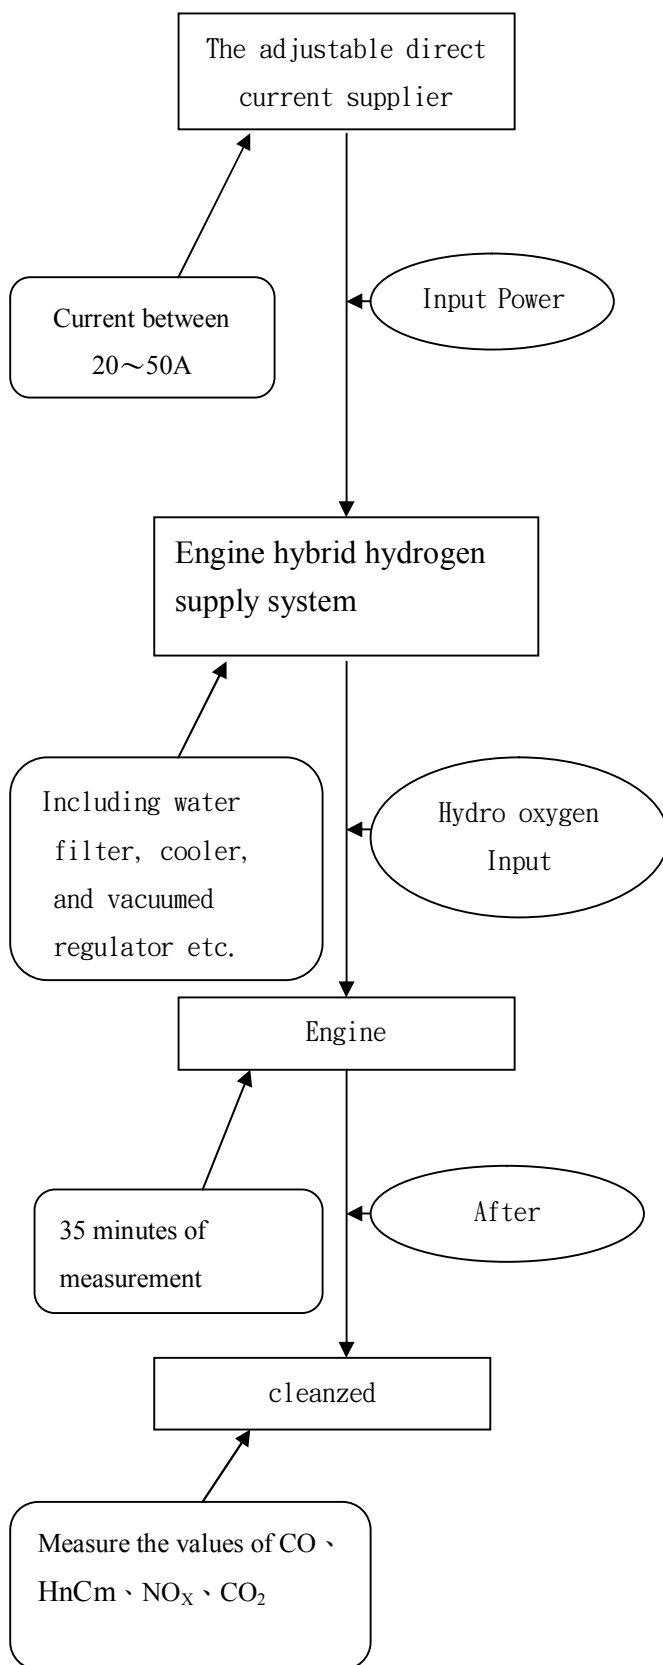 The adjustable direct
current supplier
Current between
20～50A
Input Power
Engine hybrid hydrogen
supply system
Including water
filter, cooler,
and vacuumed
regulator etc.
Hydro oxygen
Input
Engine
35 minutes of
measurement
After
cleanzed
Measure the values of CO、
HnCm、NOX、CO2